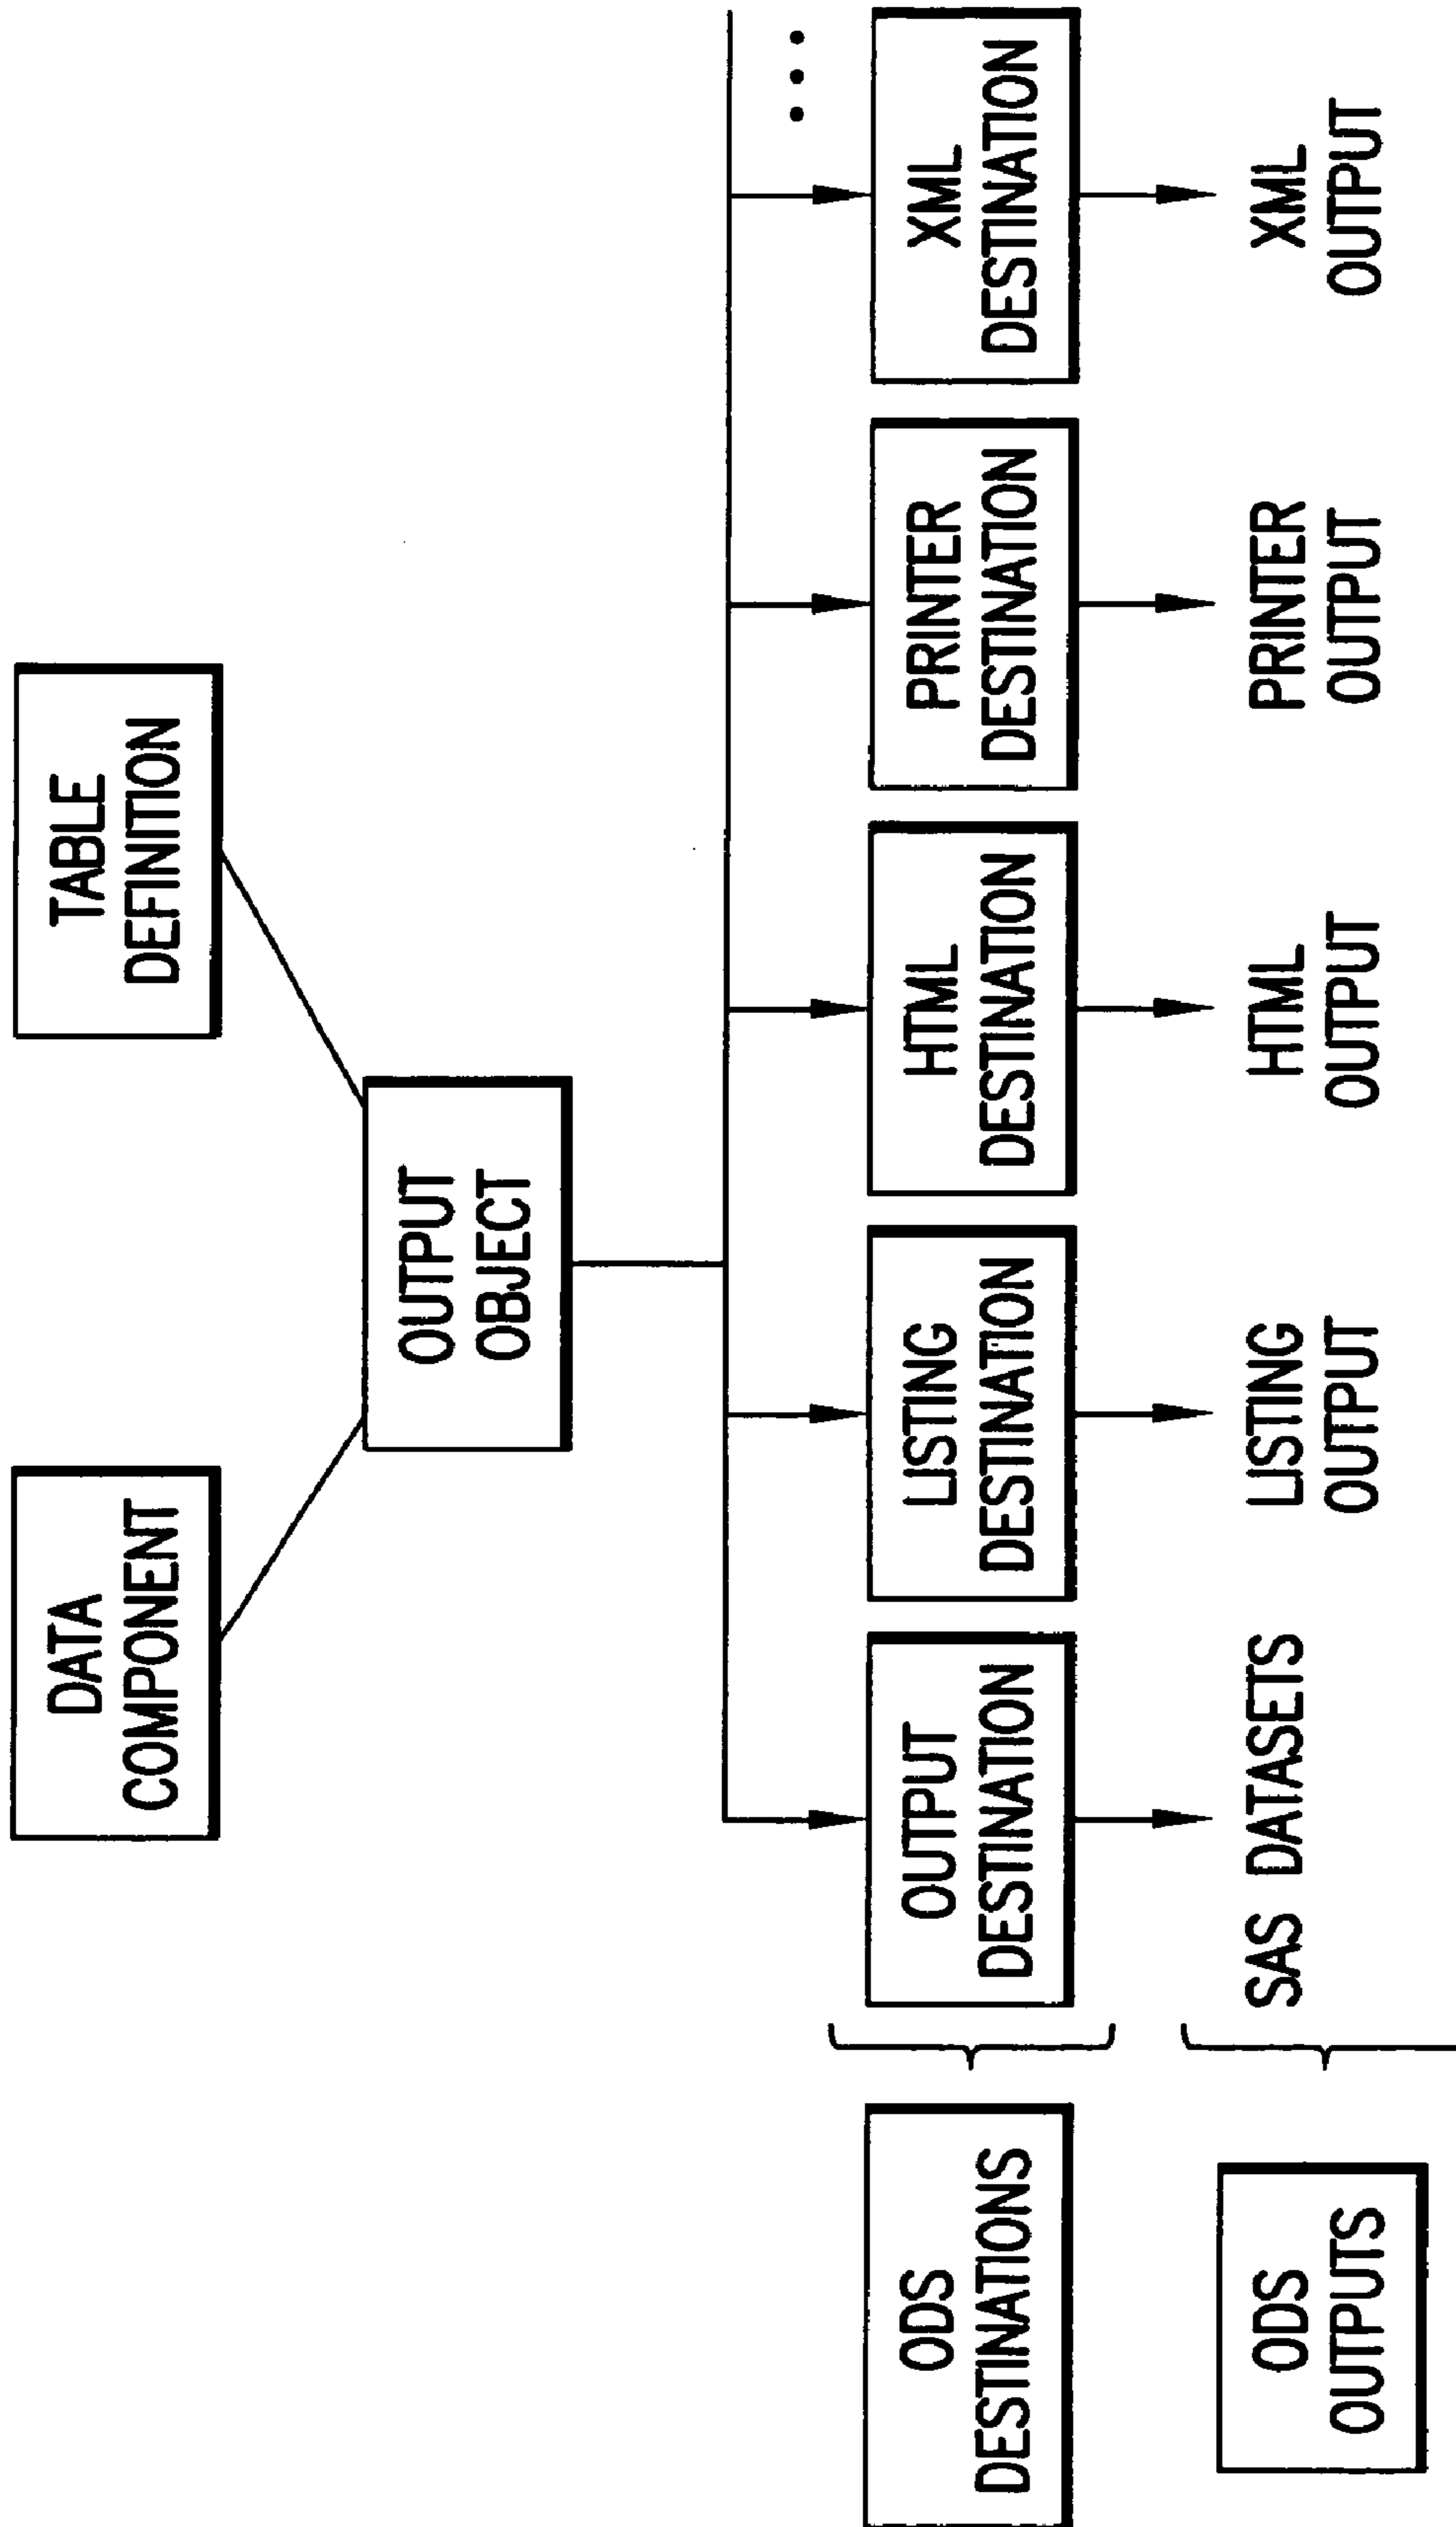 DATA
COMPONENT
TABLE
DEFINITION
OUTPUT
OBJECT
ODS
DESTINATIONS
OUTPUT
DESTINATION
LISTING
DESTINATION
HTML
DESTINATION
PRINTER
DESTINATION
XML
DESTINATION
...
ODS
OUTPUTS
SAS DATASETS
LISTING
OUTPUT
HTML
OUTPUT
PRINTER
OUTPUT
XML
OUTPUT